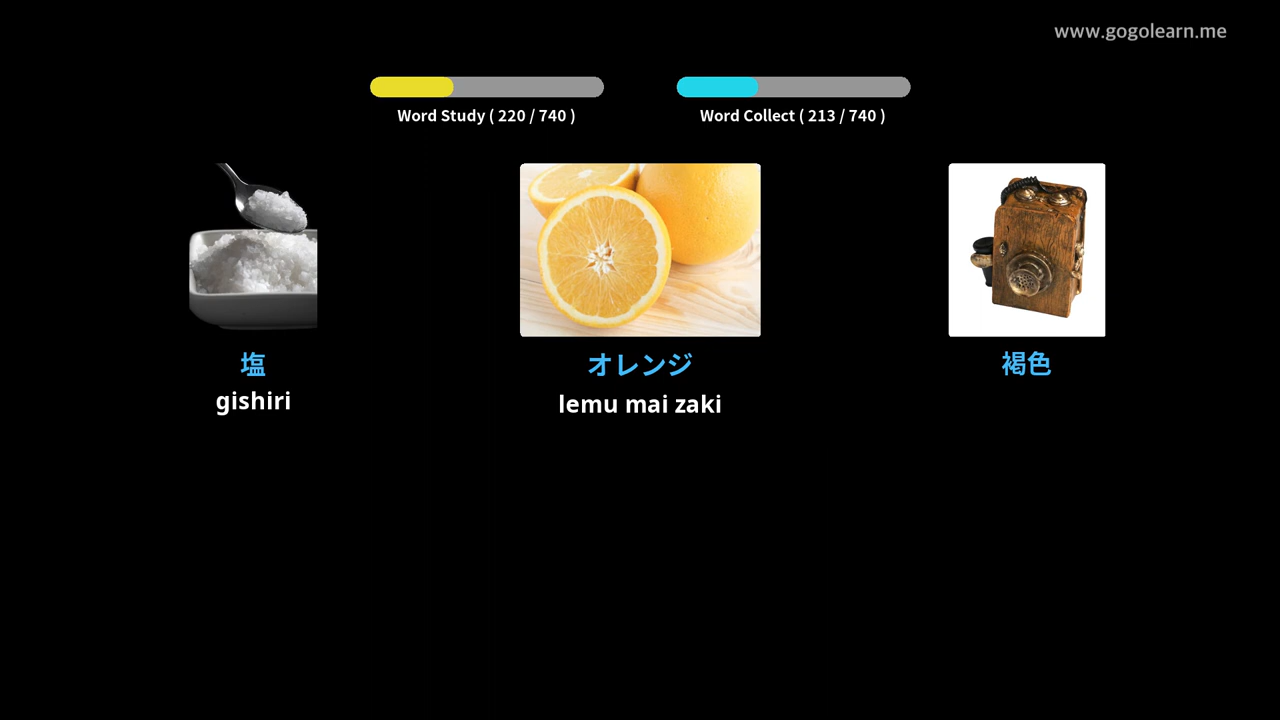 www.gogolearn.me
Word Study ( 220 / 740 )
Word Collect ( 213 / 740 )
塩
gishiri
オレンジ
lemu mai zaki
褐色